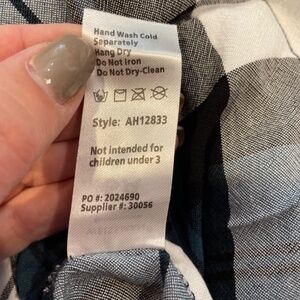 Hand Wash Cold
Separately
Hang Dry
Do Not Iron
Do Not Dry-Clean
Style: AH12833
Not intended for
children under 3
PO #: 2024690
Supplier #: 30056